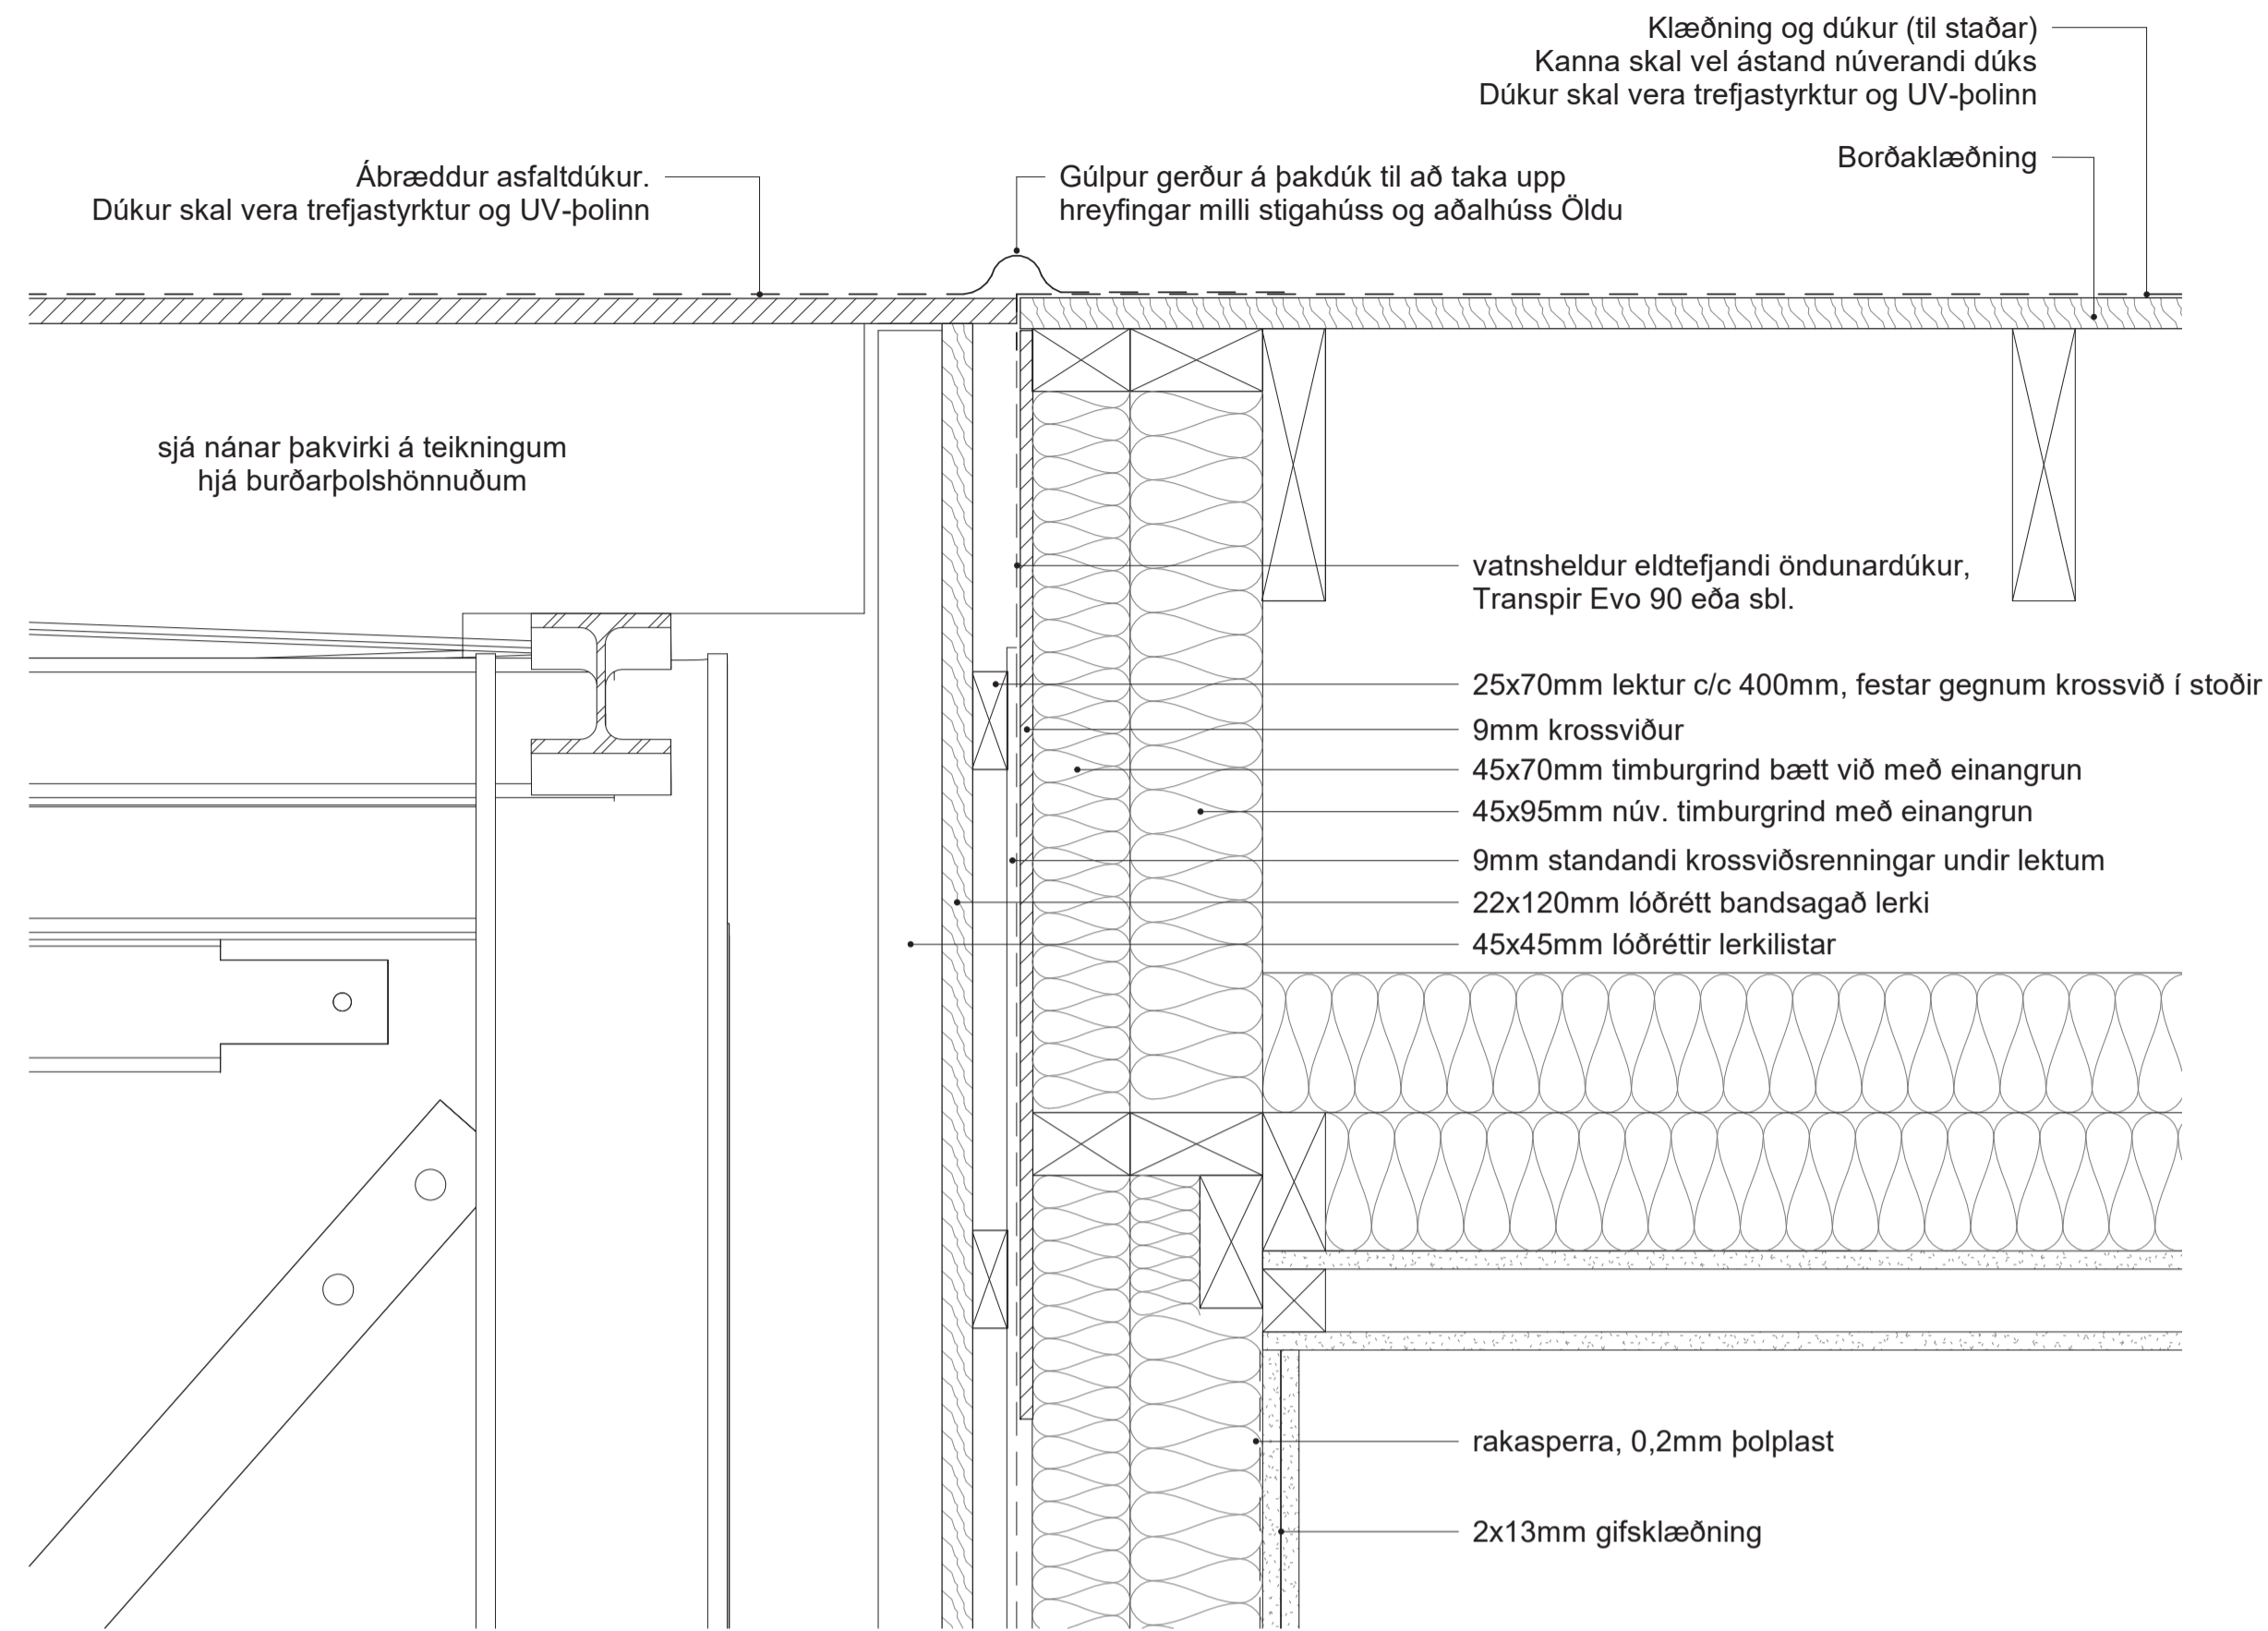 Klæðning og dúkur (til staðar)
Kanna skal vel ástand núverandi dúks
Dúkur skal vera trefjastyrktur og UV-þolinn
Borðaklæðning
Ábræddur asfaltdúkur.
Dúkur skal vera trefjastyrktur og UV-þolinn
Gúlpur gerður á þakdúk til að taka upp
hreyfingar milli stigahúss og aðalhúss Öldu
sjá nánar þakvirki á teikningum
hjá burðarþolshönnuðum
vatnsheldur eldtefjandi öndunardúkur,
Transpir Evo 90 eða sbl.
25x70mm lektur c/c 400mm, festar gegnum krossvið í stoðir
9mm krossviður
45x70mm timburgrind bætt við með einangrun
45x95mm núv. timburgrind með einangrun
9mm standandi krossviðsrenningar undir lektum
22x120mm lóðrétt bandsagað lerki
45x45mm lóðréttir lerkilistar
rakasperra, 0,2mm þolplast
2x13mm gifsklæðning